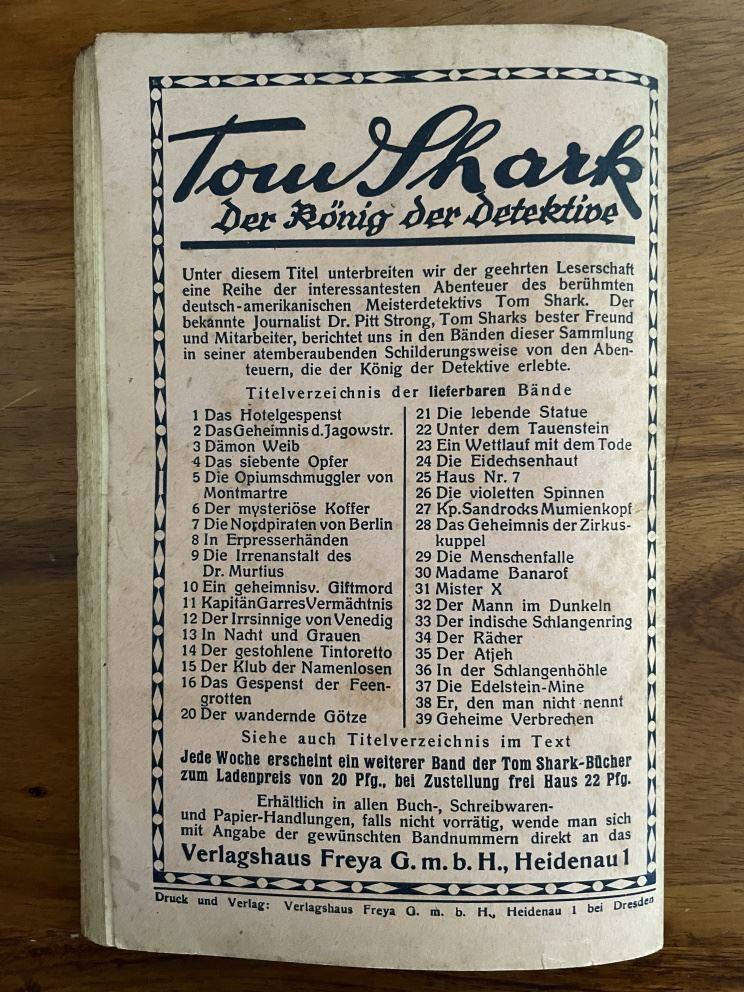 Tom Shark
Der König der Detektive
Unter diesem Titel unterbreiten wir der geehrten Leserschaft
eine Reihe der interessantesten Abenteuer des berühmten
deutsch-amerikanischen Meisterdetektivs Tom Shark. Der
bekannte Journalist Dr. Pitt Strong, Tom Sharks bester Freund
und Mitarbeiter, berichtet uns in den Bänden dieser Sammlung
in seiner atemberaubenden Schilderungsweise von den Aben-
teuern, die der König der Detektive erlebte.
Titelverzeichnis der lieferbaren Bände
1 Das Hotelgespenst
2 Das Geheimnis d. Jagowstr.
3 Dämon Weib
4 Das siebente Opfer
5 Die Opiumschmuggler von
Montmartre
6 Der mysteriöse Koffer
7 Die Nordpiraten von Berlin
8 In Erpresserhänden
9 Die Irrenanstalt des
Dr. Murtius
10 Ein geheimnisv. Giftmord
11 Kapitän Garres Vermächtnis
12 Der Irrsinnige von Venedig
13 In Nacht und Grauen
14 Der gestohlene Tintoretto
15 Der Klub der Namenlosen
16 Das Gespenst der Feen-
grotten
20 Der wandernde Götze
21 Die lebende Statue
22 Unter dem Tauenstein
23 Ein Wettlauf mit dem Tode
24 Die Eidechsenhaut
25 Haus Nr. 7
26 Die violetten Spinnen
27 Kp. Sandrocks Mumienkopf
28 Das Geheimnis der Zirkus-
kuppel
29 Die Menschenfalle
30 Madame Banarof
31 Mister X
32 Der Mann im Dunkeln
33 Der indische Schlangenring
34 Der Rächer
35 Der Atjeh
36 In der Schlangenhöhle
37 Die Edelstein-Mine
38 Er, den man nicht nennt
39 Geheime Verbrechen
Siehe auch Titelverzeichnis im Text
Jede Woche erscheint ein weiterer Band der Tom Shark-Bücher
zum Ladenpreis von 20 Pfg., bei Zustellung frei Haus 22 Pfg.
Erhältlich in allen Buch-, Schreibwaren-
und Papier-Handlungen, falls nicht vorrätig, wende man sich
mit Angabe der gewünschten Bandnummern direkt an das
Verlagshaus Freya G. m. b. H., Heidenau 1
Druck und Verlag: Verlagshaus Freya G. m. b. H., Heidenau 1 bei Dresden